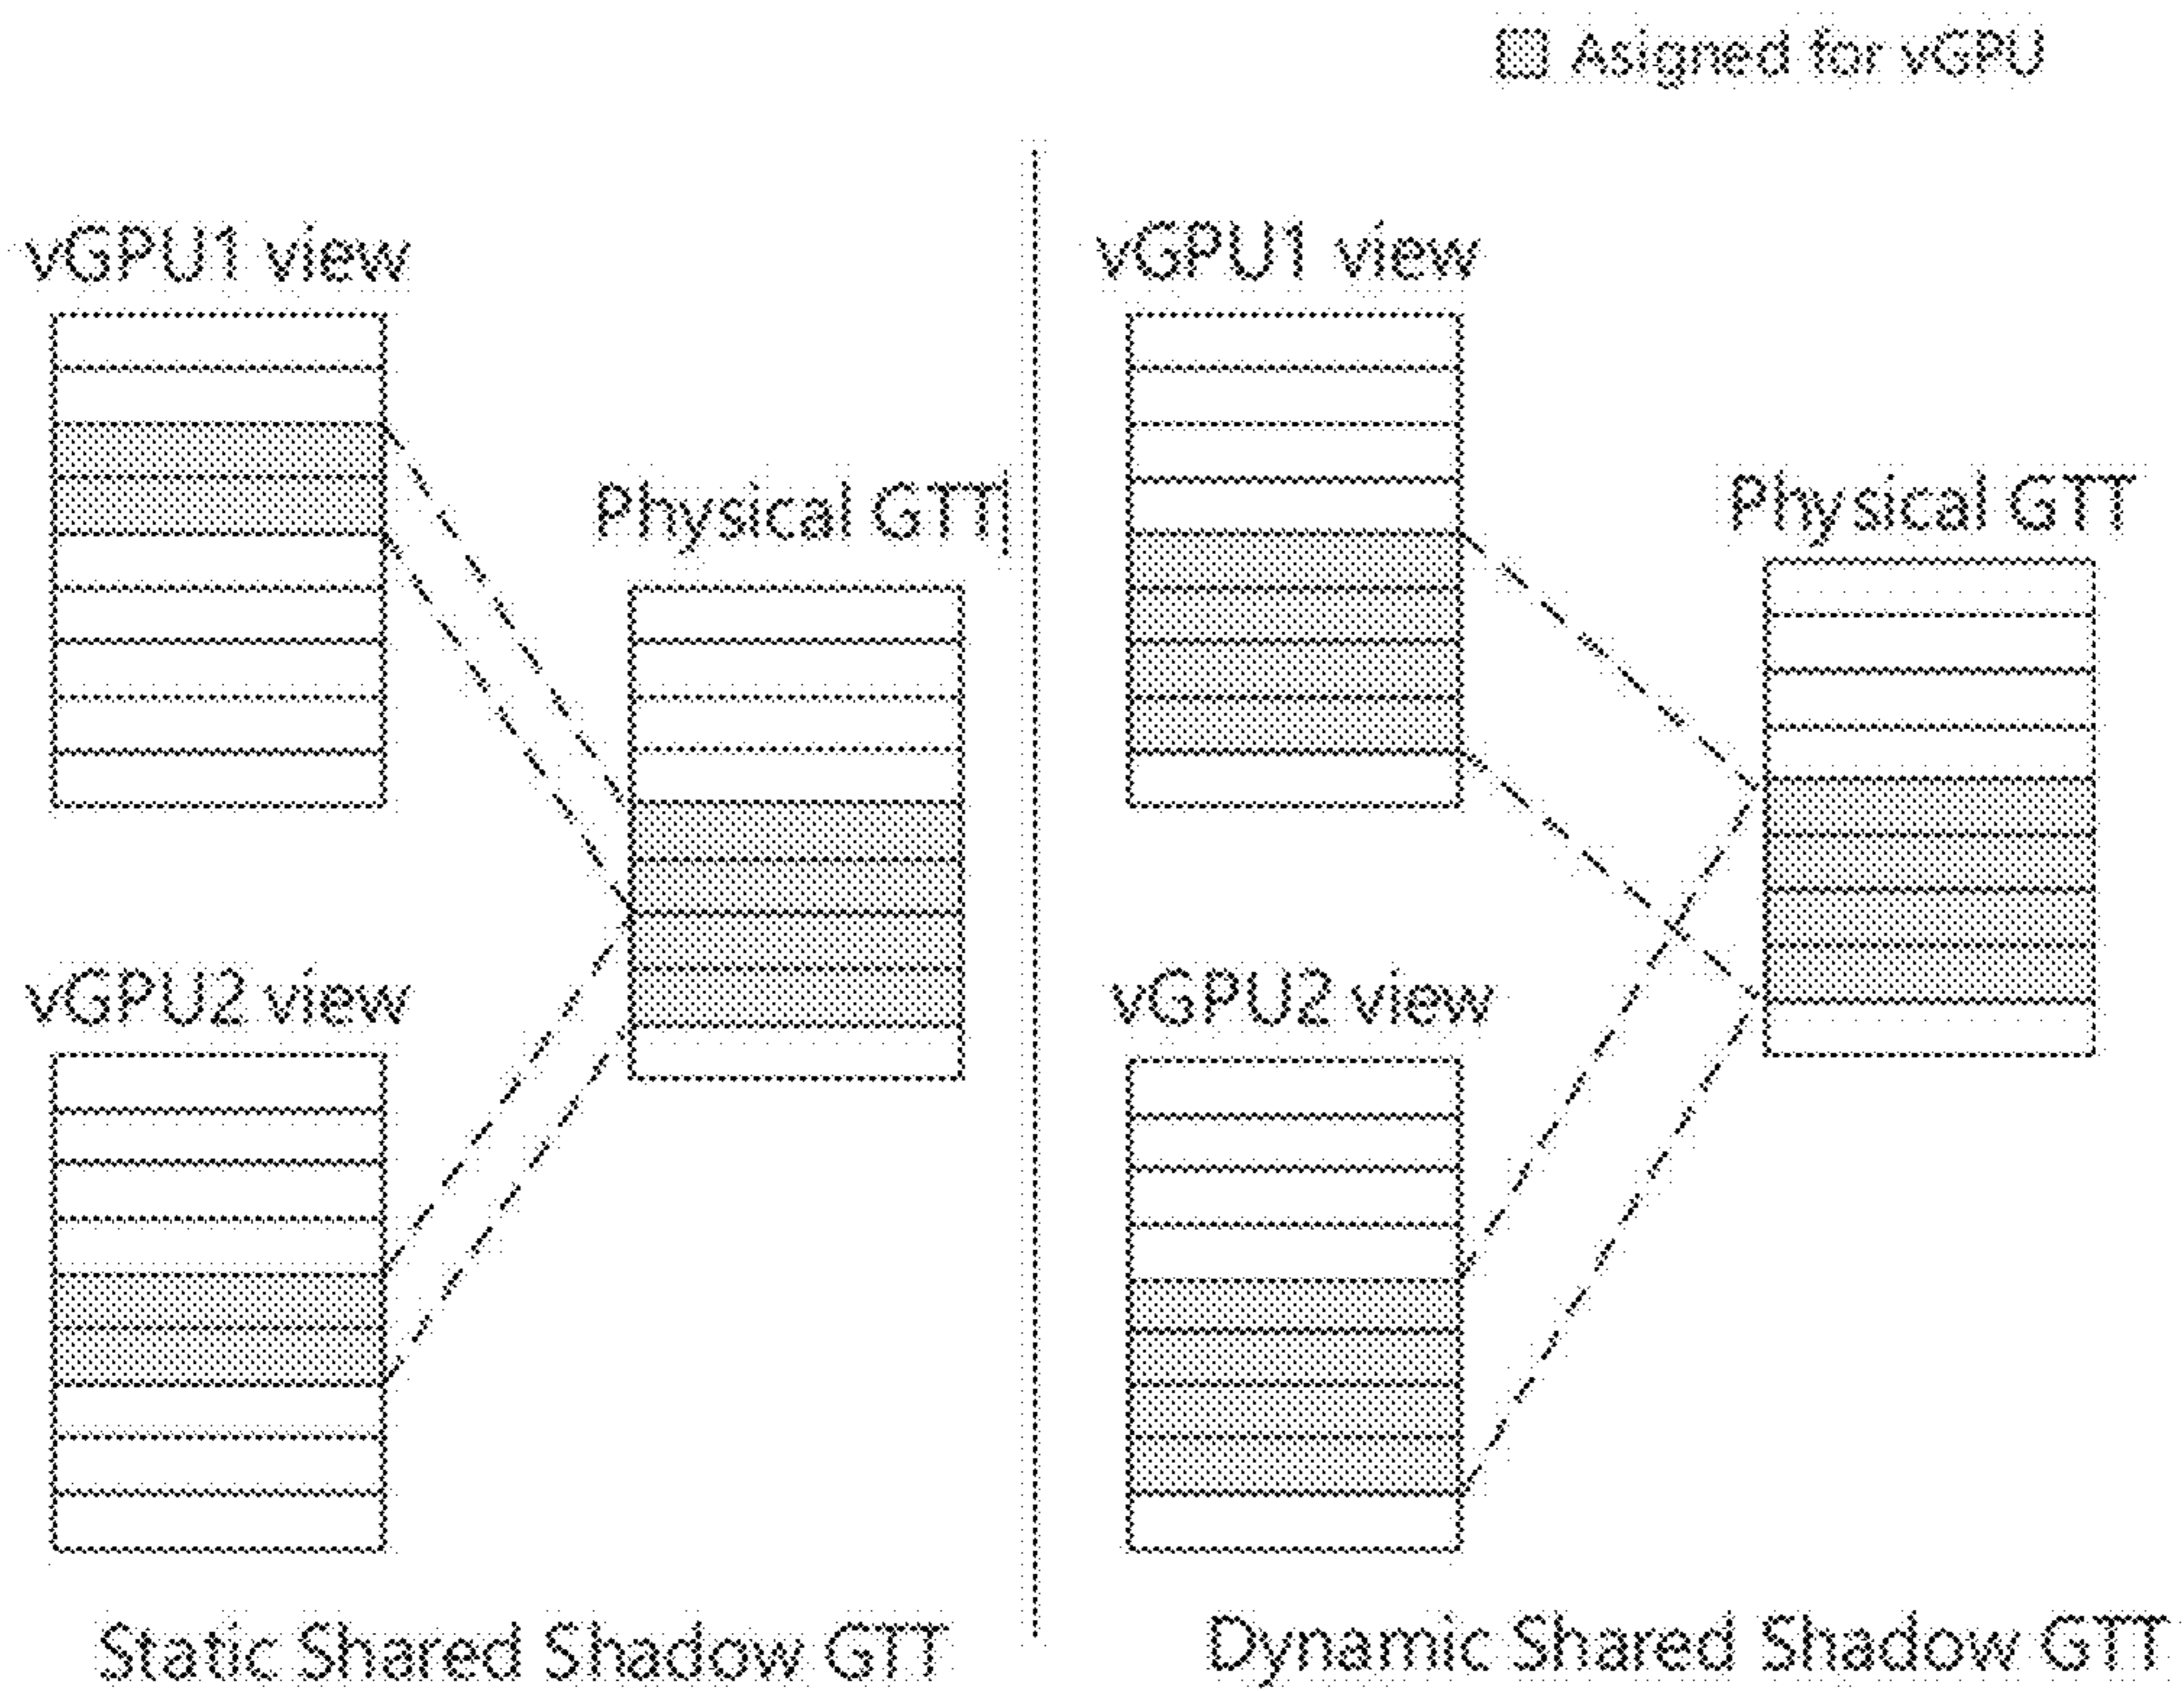 Asigned for vGPU
vGPU1 view
Physical GTT
vGPU2 view
Static Shared Shadow GTT
vGPU1 view
Physical GTT
vGPU2 view
Dynamic Shared Shadow GTT